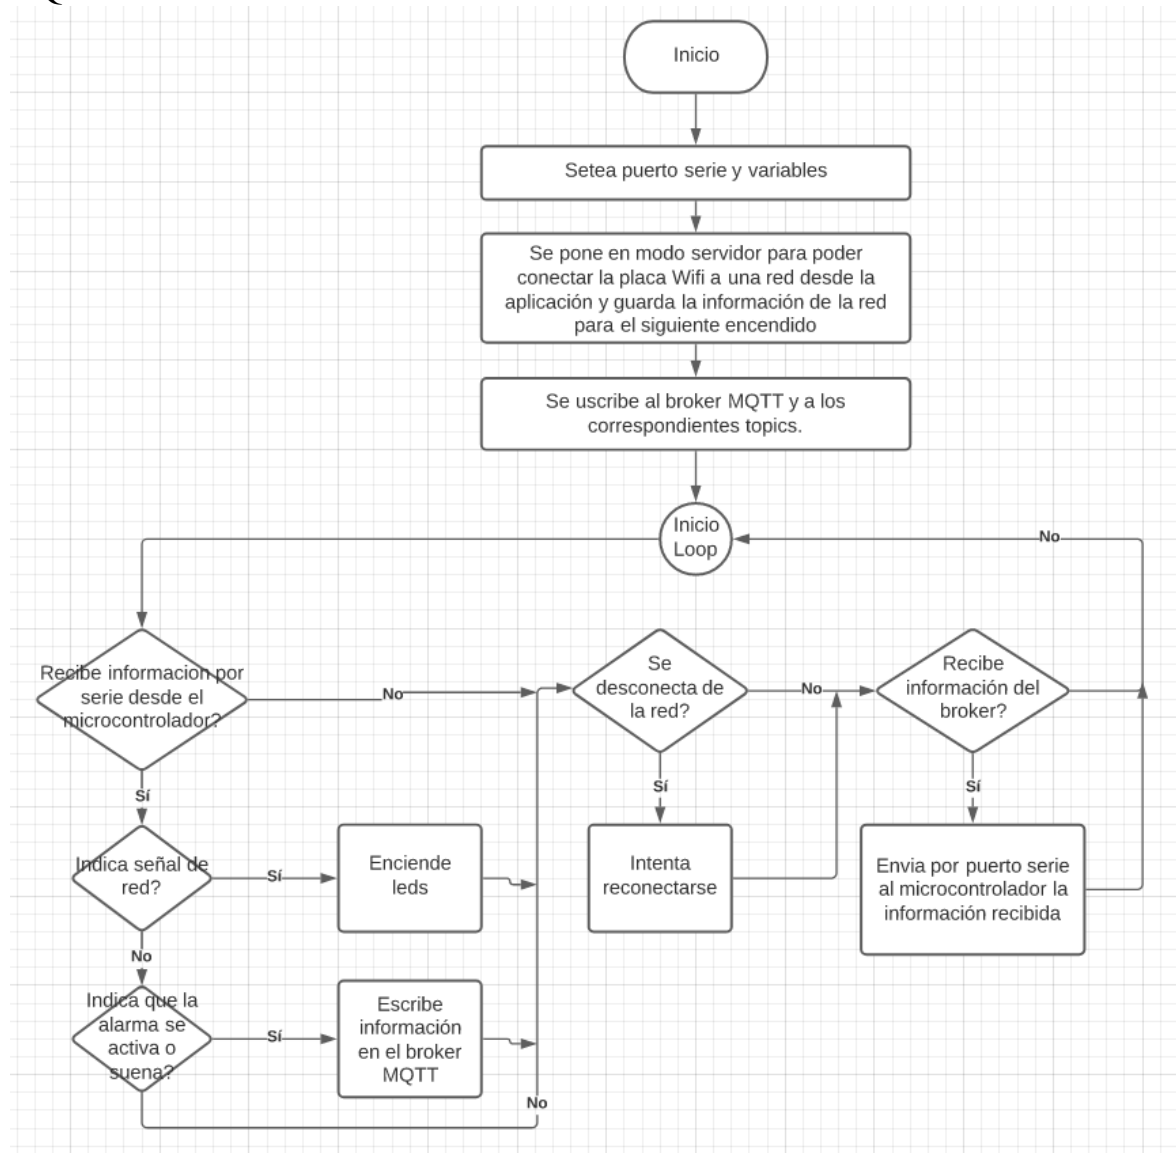 Inicio
Setea puerto serie y variables
Se pone en modo servidor para poder
conectar la placa Wifi a una red desde la
aplicación y guarda la información de la red
para el siguiente encendido
Se uscribe al broker MQTT y a los
correspondientes topics.
Inicio
Loop
No
Recibe informacion por
serie desde el
microcontrolador?
No
Se
desconecta de
la red?
No
Recibe
información del
broker?
Sí
Sí
Sí
Indica señal de
red?
Sí
Enciende
leds
Intenta
reconectarse
Envia por puerto serie
al microcontrolador la
información recibida
No
Indica que la
alarma se
activa o
suena?
Sí
Escribe
información
en el broker
MQTT
No